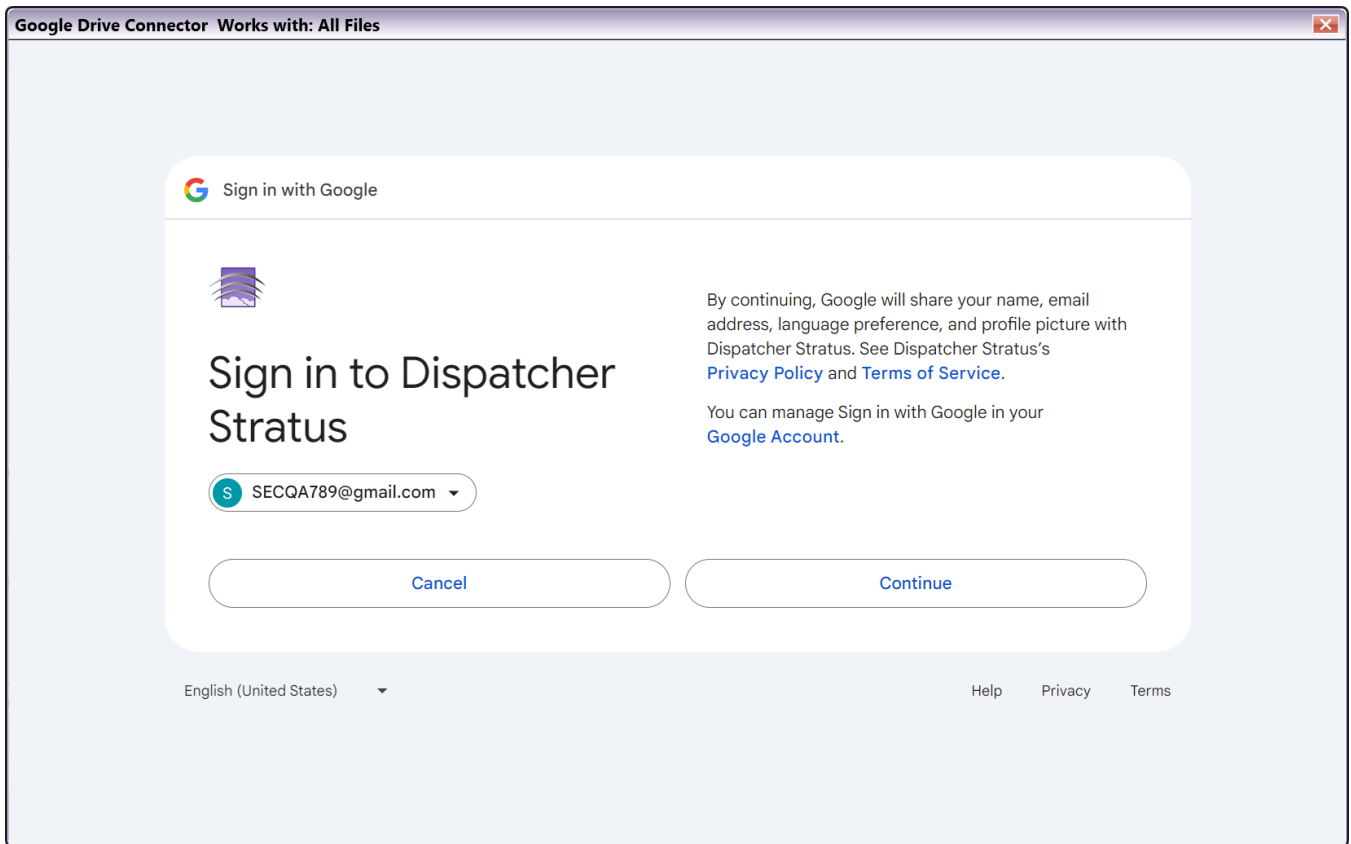 Google Drive Connector  Works with: All Files
Sign in with Google
Sign in to Dispatcher
Stratus
S SECQA789@gmail.com
By continuing, Google will share your name, email
address, language preference, and profile picture with
Dispatcher Stratus. See Dispatcher Stratus’s
Privacy Policy and Terms of Service.
You can manage Sign in with Google in your
Google Account.
Cancel
Continue
English (United States)
Help
Privacy
Terms